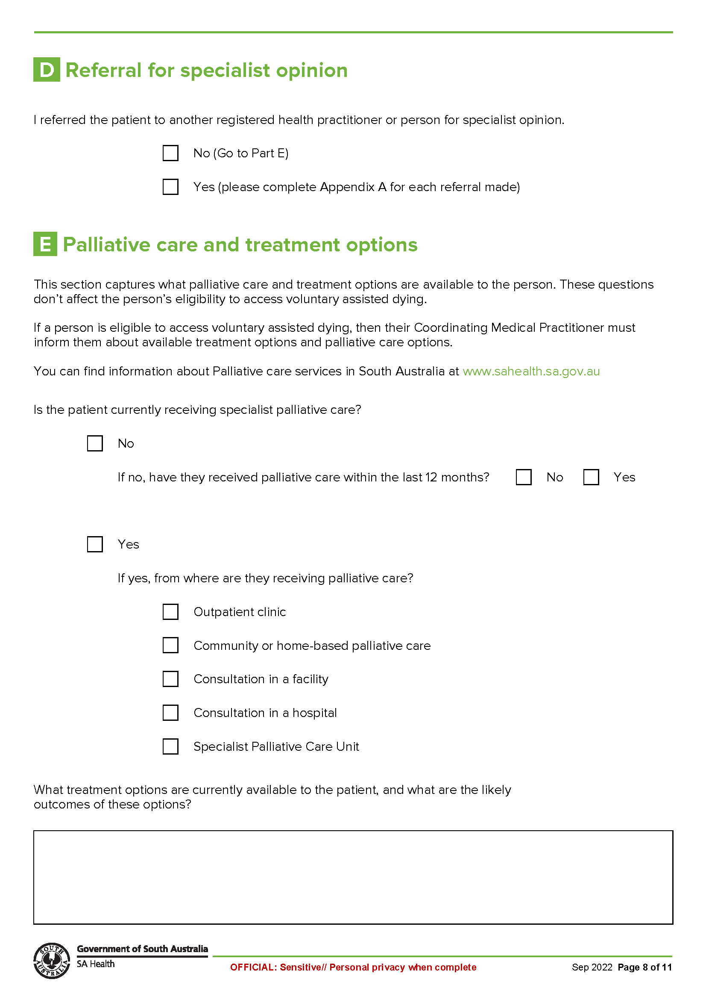 D Referral for specialist opinion
I referred the patient to another registered health practitioner or person for specialist opinion.
No (Go to Part E)
Yes (please complete Appendix A for each referral made)
E Palliative care and treatment options
This section captures what palliative care and treatment options are available to the person. These questions
don’t affect the person’s eligibility to access voluntary assisted dying.
If a person is eligible to access voluntary assisted dying, then their Coordinating Medical Practitioner must
inform them about available treatment options and palliative care options.
You can find information about Palliative care services in South Australia at www.sahealth.sa.gov.au
Is the patient currently receiving specialist palliative care?
No
If no, have they received palliative care within the last 12 months? No Yes
Yes
If yes, from where are they receiving palliative care?
Outpatient clinic
Community or home-based palliative care
Consultation in a facility
Consultation in a hospital
Specialist Palliative Care Unit
What treatment options are currently available to the patient, and what are the likely
outcomes of these options?
SOUTH AUSTRALIA
Government of South Australia
SA Health
OFFICIAL: Sensitive// Personal privacy when complete
Sep 2022 Page 8 of 11